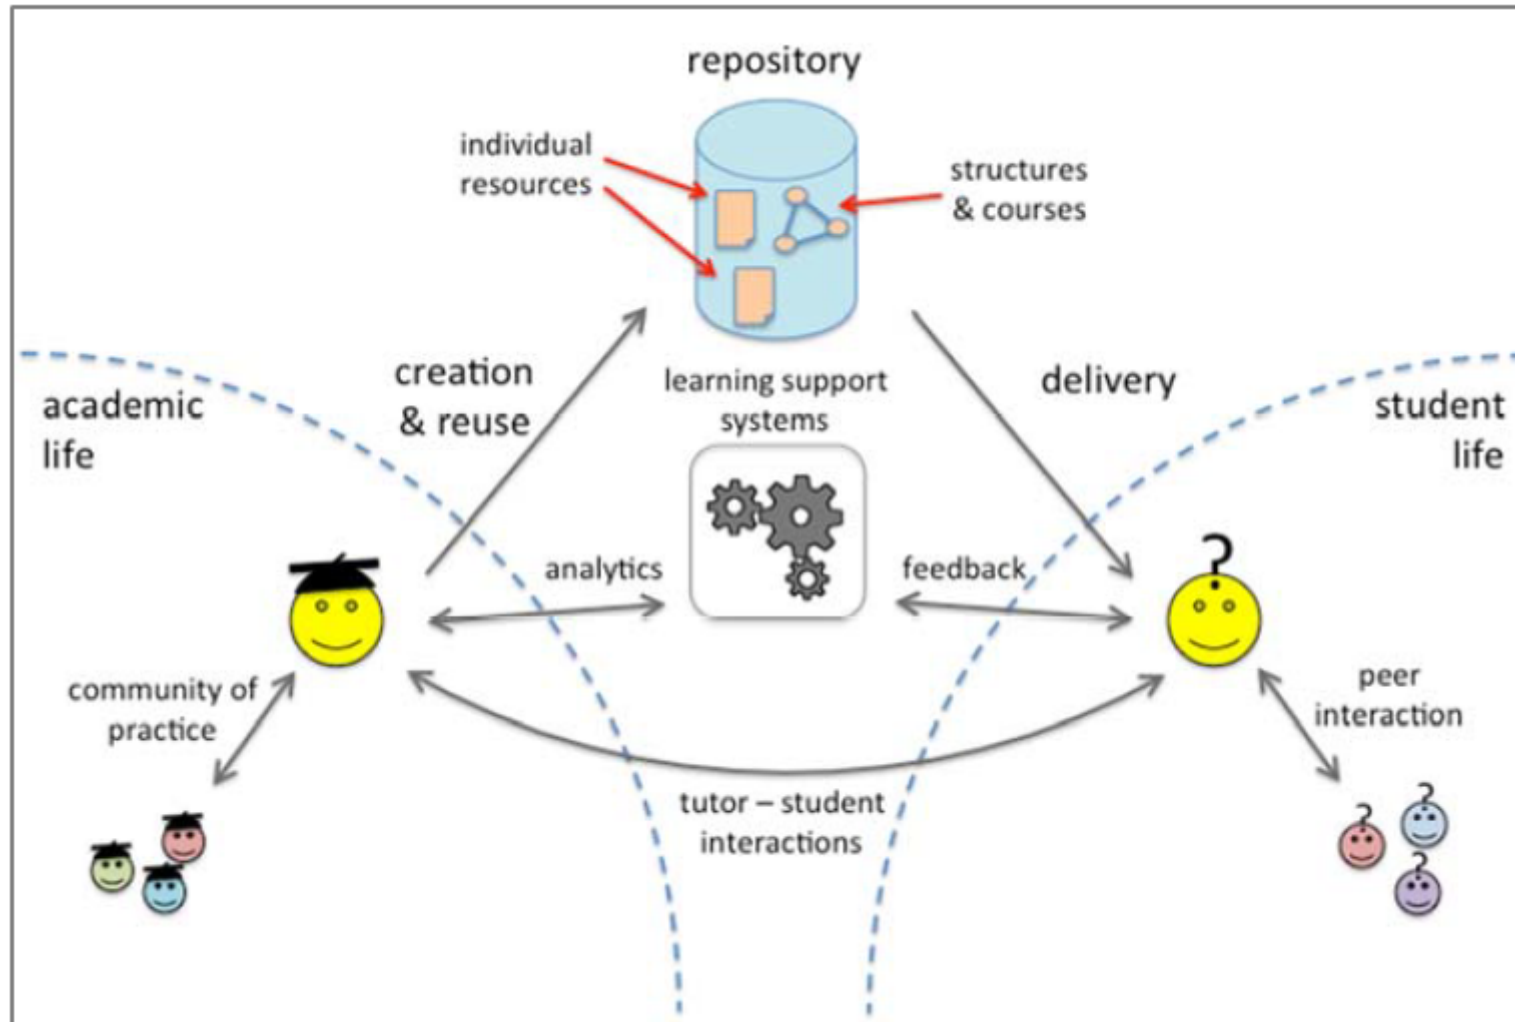 repository
individual
resources
structures
& courses
creation
& reuse
learning support
systems
delivery
academic
life
student
life
analytics
feedback
community of
practice
peer
interaction
tutor – student
interactions
?
?
?
?